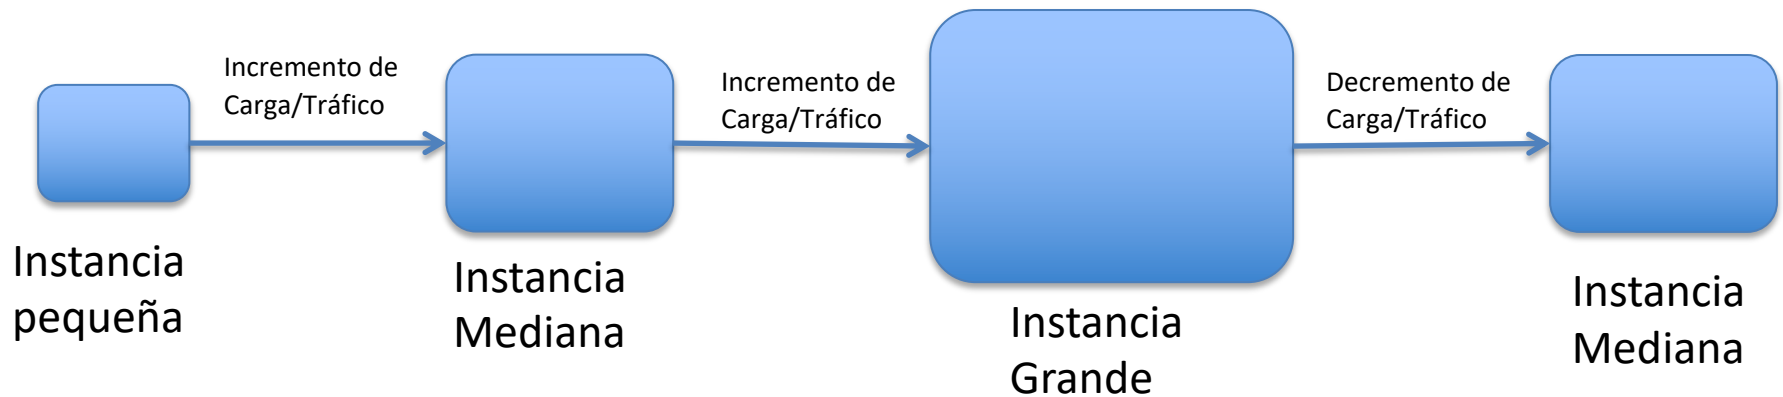 Incremento de
Carga/Tráfico
Incremento de
Carga/Tráfico
Decremento de
Carga/Tráfico
Instancia
pequeña
Instancia
Mediana
Instancia
Grande
Instancia
Mediana